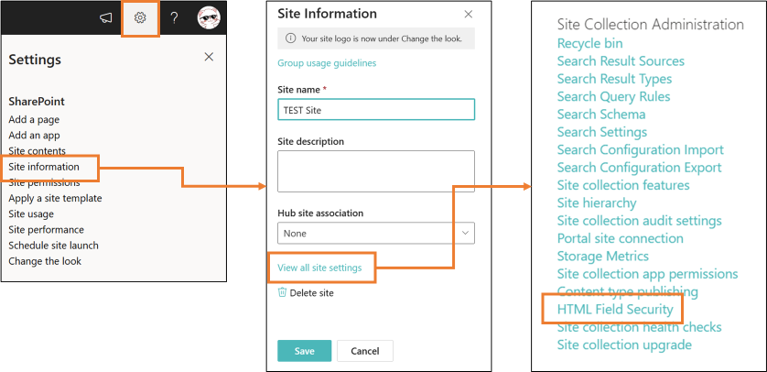 ?
Settings
SharePoint
Add a page
Add an app
Site contents
Site information
Site permissions
Apply a site template
Site usage
Site performance
Schedule site launch
Change the look
Site Information
Your site logo is now under Change the look.
Group usage guidelines
Site name *
TEST Site
Site description
Hub site association
None
View all site settings
Delete site
Save Cancel
Site Collection Administration
Recycle bin
Search Result Sources
Search Result Types
Search Query Rules
Search Schema
Search Settings
Search Configuration Import
Search Configuration Export
Site collection features
Site hierarchy
Site collection audit settings
Portal site connection
Storage Metrics
Site collection app permissions
Content type publishing
HTML Field Security
Site collection health checks
Site collection upgrade